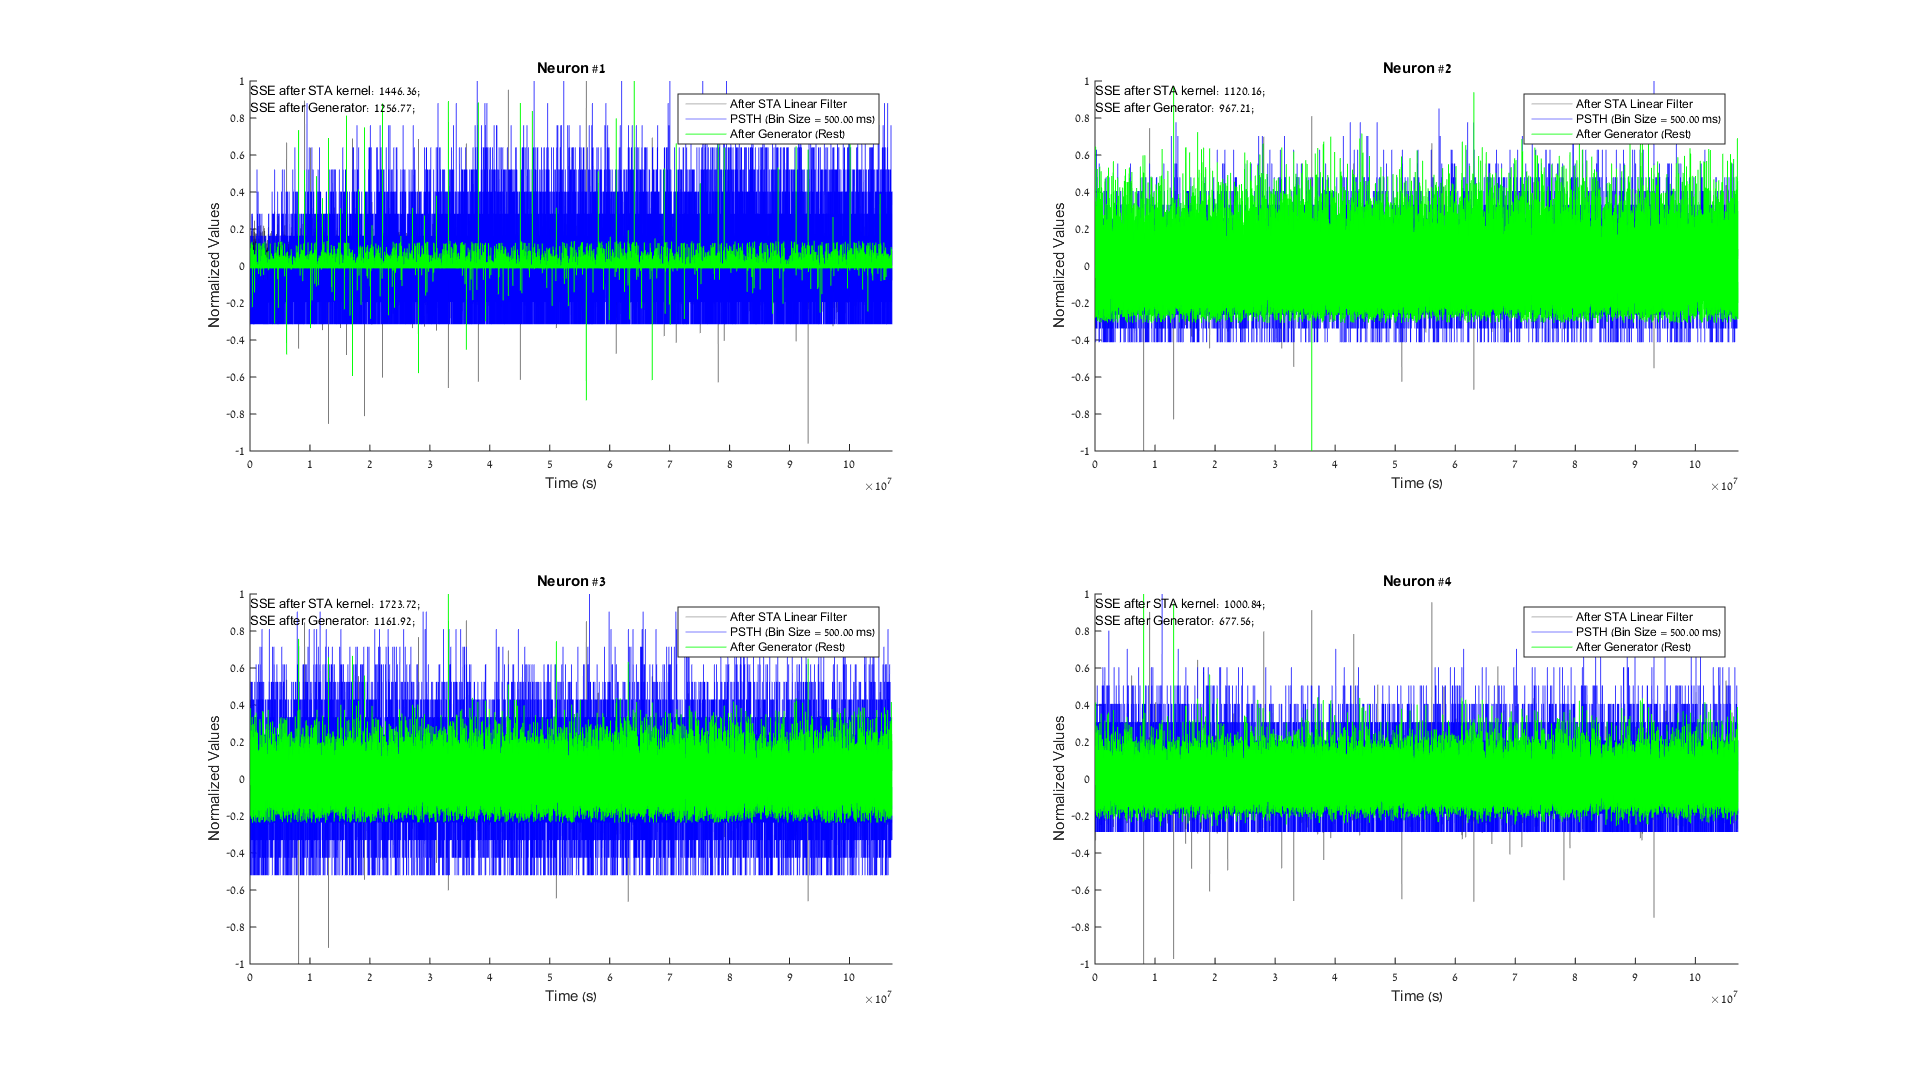 Neuron #1
SSE after STA kernel: 1446.36;
SSE after Generator: 1256.77;
After STA Linear Filter
PSTH (Bin Size = 500.00 ms)
After Generator (Rest)
Normalized Values
1
0.8
0.6
0.4
0.2
0
-0.2
-0.4
-0.6
-0.8
-1
0 1 2 3 4 5 6 7 8 9 10
×10^7
Time (s)
Neuron #2
SSE after STA kernel: 1120.16;
SSE after Generator: 967.21;
After STA Linear Filter
PSTH (Bin Size = 500.00 ms)
After Generator (Rest)
Normalized Values
1
0.8
0.6
0.4
0.2
0
-0.2
-0.4
-0.6
-0.8
-1
0 1 2 3 4 5 6 7 8 9 10
×10^7
Time (s)
Neuron #3
SSE after STA kernel: 1723.72;
SSE after Generator: 1161.92;
After STA Linear Filter
PSTH (Bin Size = 500.00 ms)
After Generator (Rest)
Normalized Values
1
0.8
0.6
0.4
0.2
0
-0.2
-0.4
-0.6
-0.8
-1
0 1 2 3 4 5 6 7 8 9 10
×10^7
Time (s)
Neuron #4
SSE after STA kernel: 1000.84;
SSE after Generator: 677.56;
After STA Linear Filter
PSTH (Bin Size = 500.00 ms)
After Generator (Rest)
Normalized Values
1
0.8
0.6
0.4
0.2
0
-0.2
-0.4
-0.6
-0.8
-1
0 1 2 3 4 5 6 7 8 9 10
×10^7
Time (s)